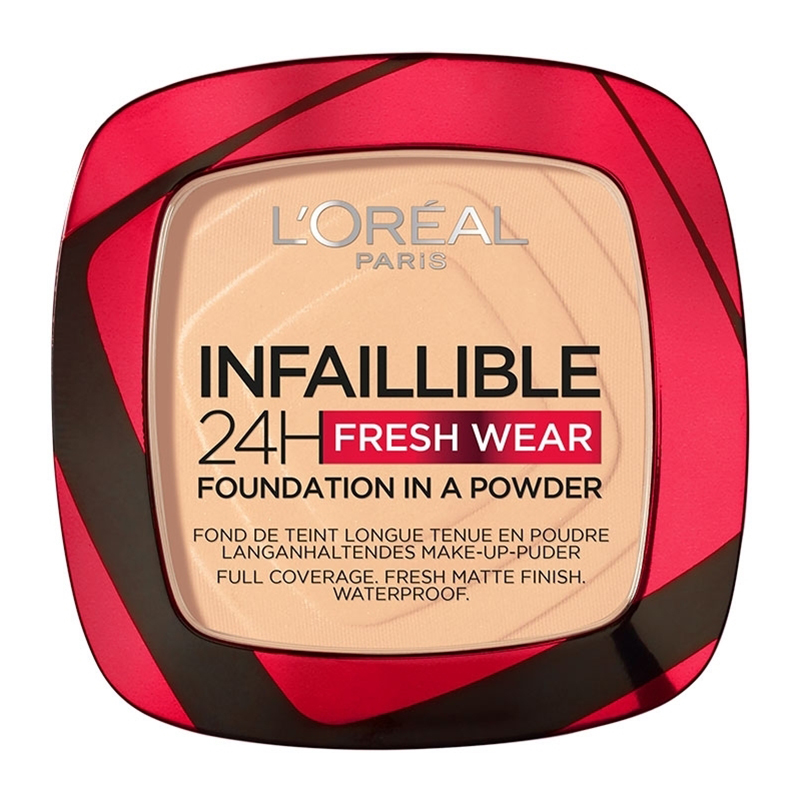 L'ORÉAL
PARIS
INFAILLIBLE
24H FRESH WEAR
FOUNDATION IN A POWDER
FOND DE TEINT LONGUE TENUE EN POUDRE
LANGANHALTENDES MAKE-UP-PUDER
FULL COVERAGE. FRESH MATTE FINISH.
WATERPROOF.